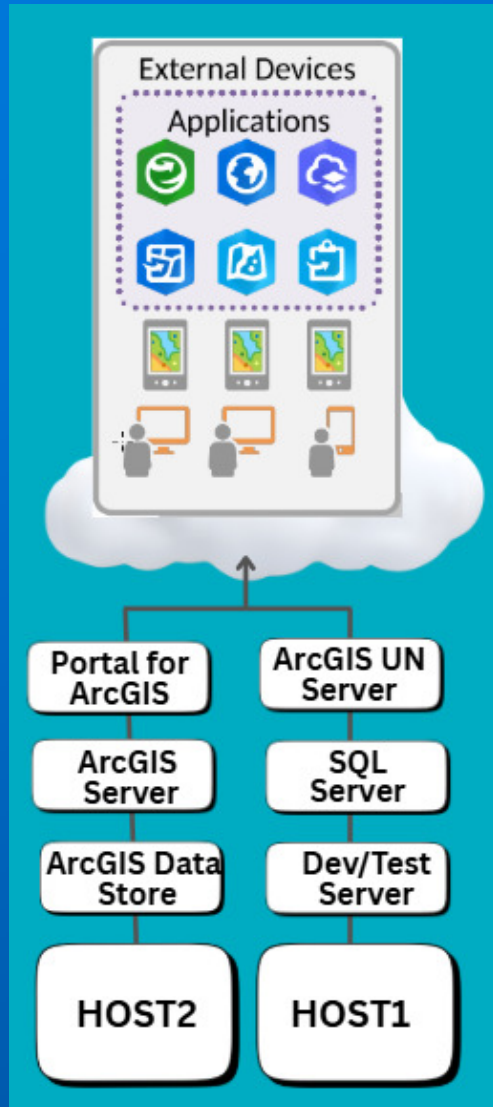 External Devices
Applications
Portal for
ArcGIS
ArcGIS UN
Server
ArcGIS
Server
SQL
Server
ArcGIS Data
Store
Dev/Test
Server
HOST2
HOST1